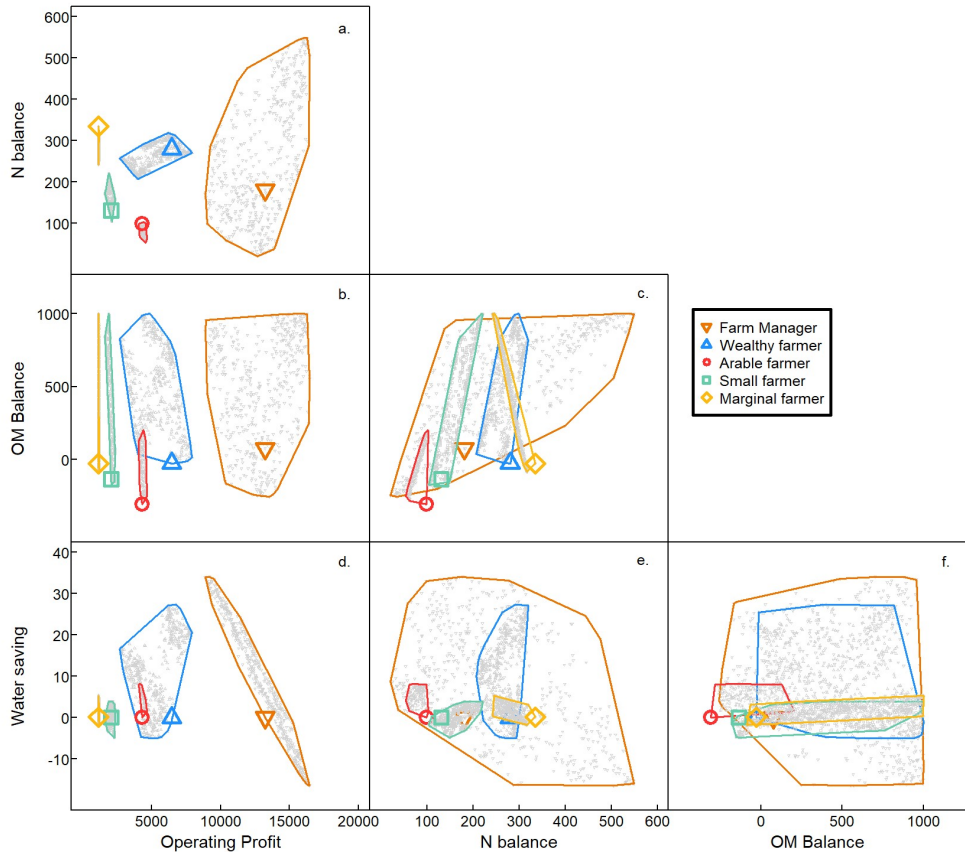 600
500
400
300
200
100
N balance
a.
1000
500
0
OM Balance
b.
c.
Farm Manager
Wealthy farmer
Arable farmer
Small farmer
Marginal farmer
40
30
20
10
0
-10
Water saving
d.
e.
f.
5000 10000 15000 20000
100 200 300 400 500 600
0 500 1000
Operating Profit
N balance
OM Balance